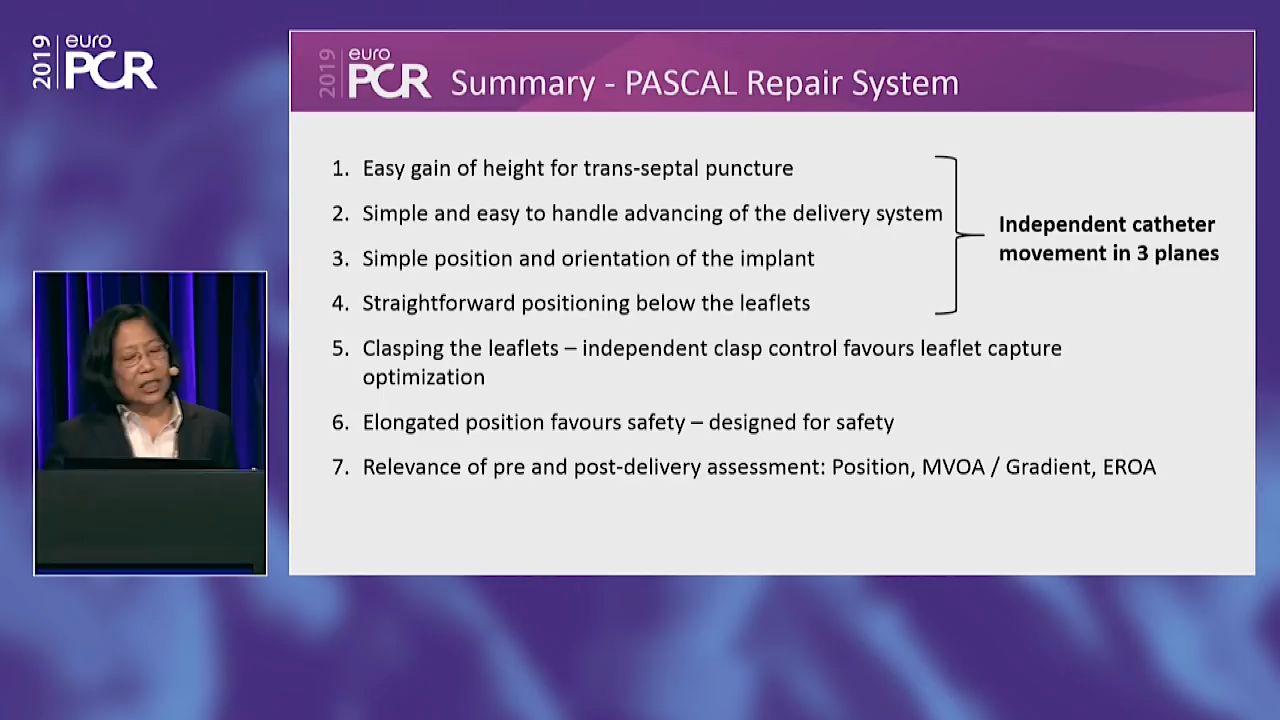 2019
euro
PCR
2019
euro
PCR
Summary - PASCAL Repair System
1. Easy gain of height for trans-septal puncture
2. Simple and easy to handle advancing of the delivery system
3. Simple position and orientation of the implant
4. Straightforward positioning below the leaflets
Independent catheter
movement in 3 planes
5. Clasping the leaflets – independent clasp control favours leaflet capture
optimization
6. Elongated position favours safety – designed for safety
7. Relevance of pre and post-delivery assessment: Position, MVOA / Gradient, EROA